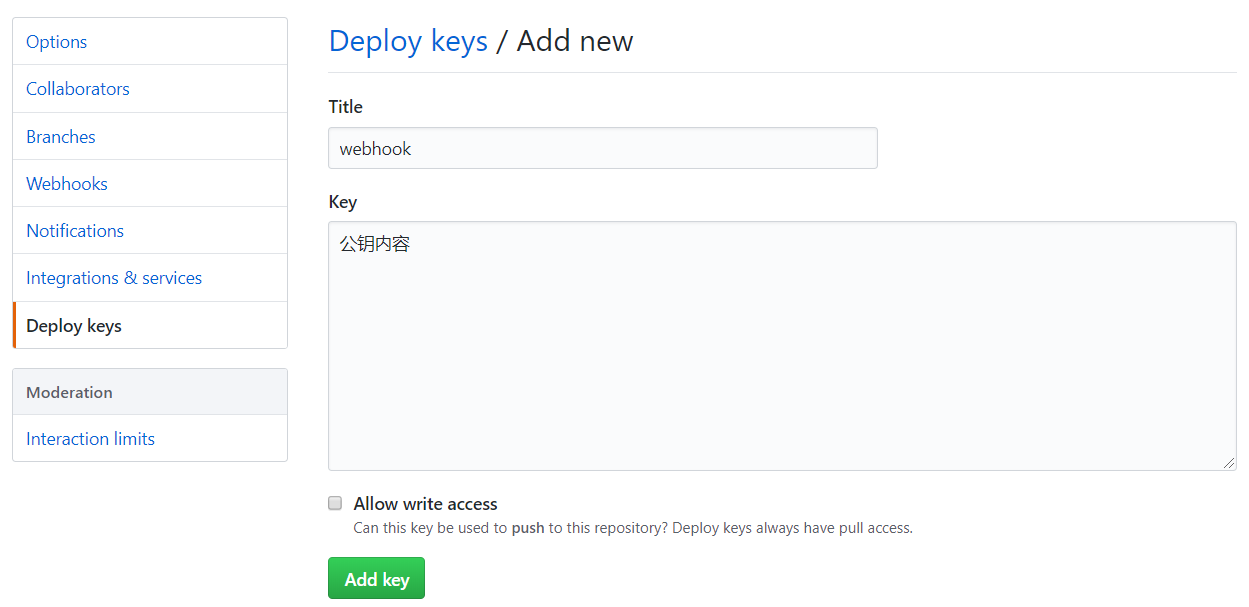 Options
Collaborators
Branches
Webhooks
Notifications
Integrations & services
Deploy keys
Moderation
Interaction limits
Deploy keys / Add new
Title
webhook
Key
公钥内容
Allow write access
Can this key be used to push to this repository? Deploy keys always have pull access.
Add key